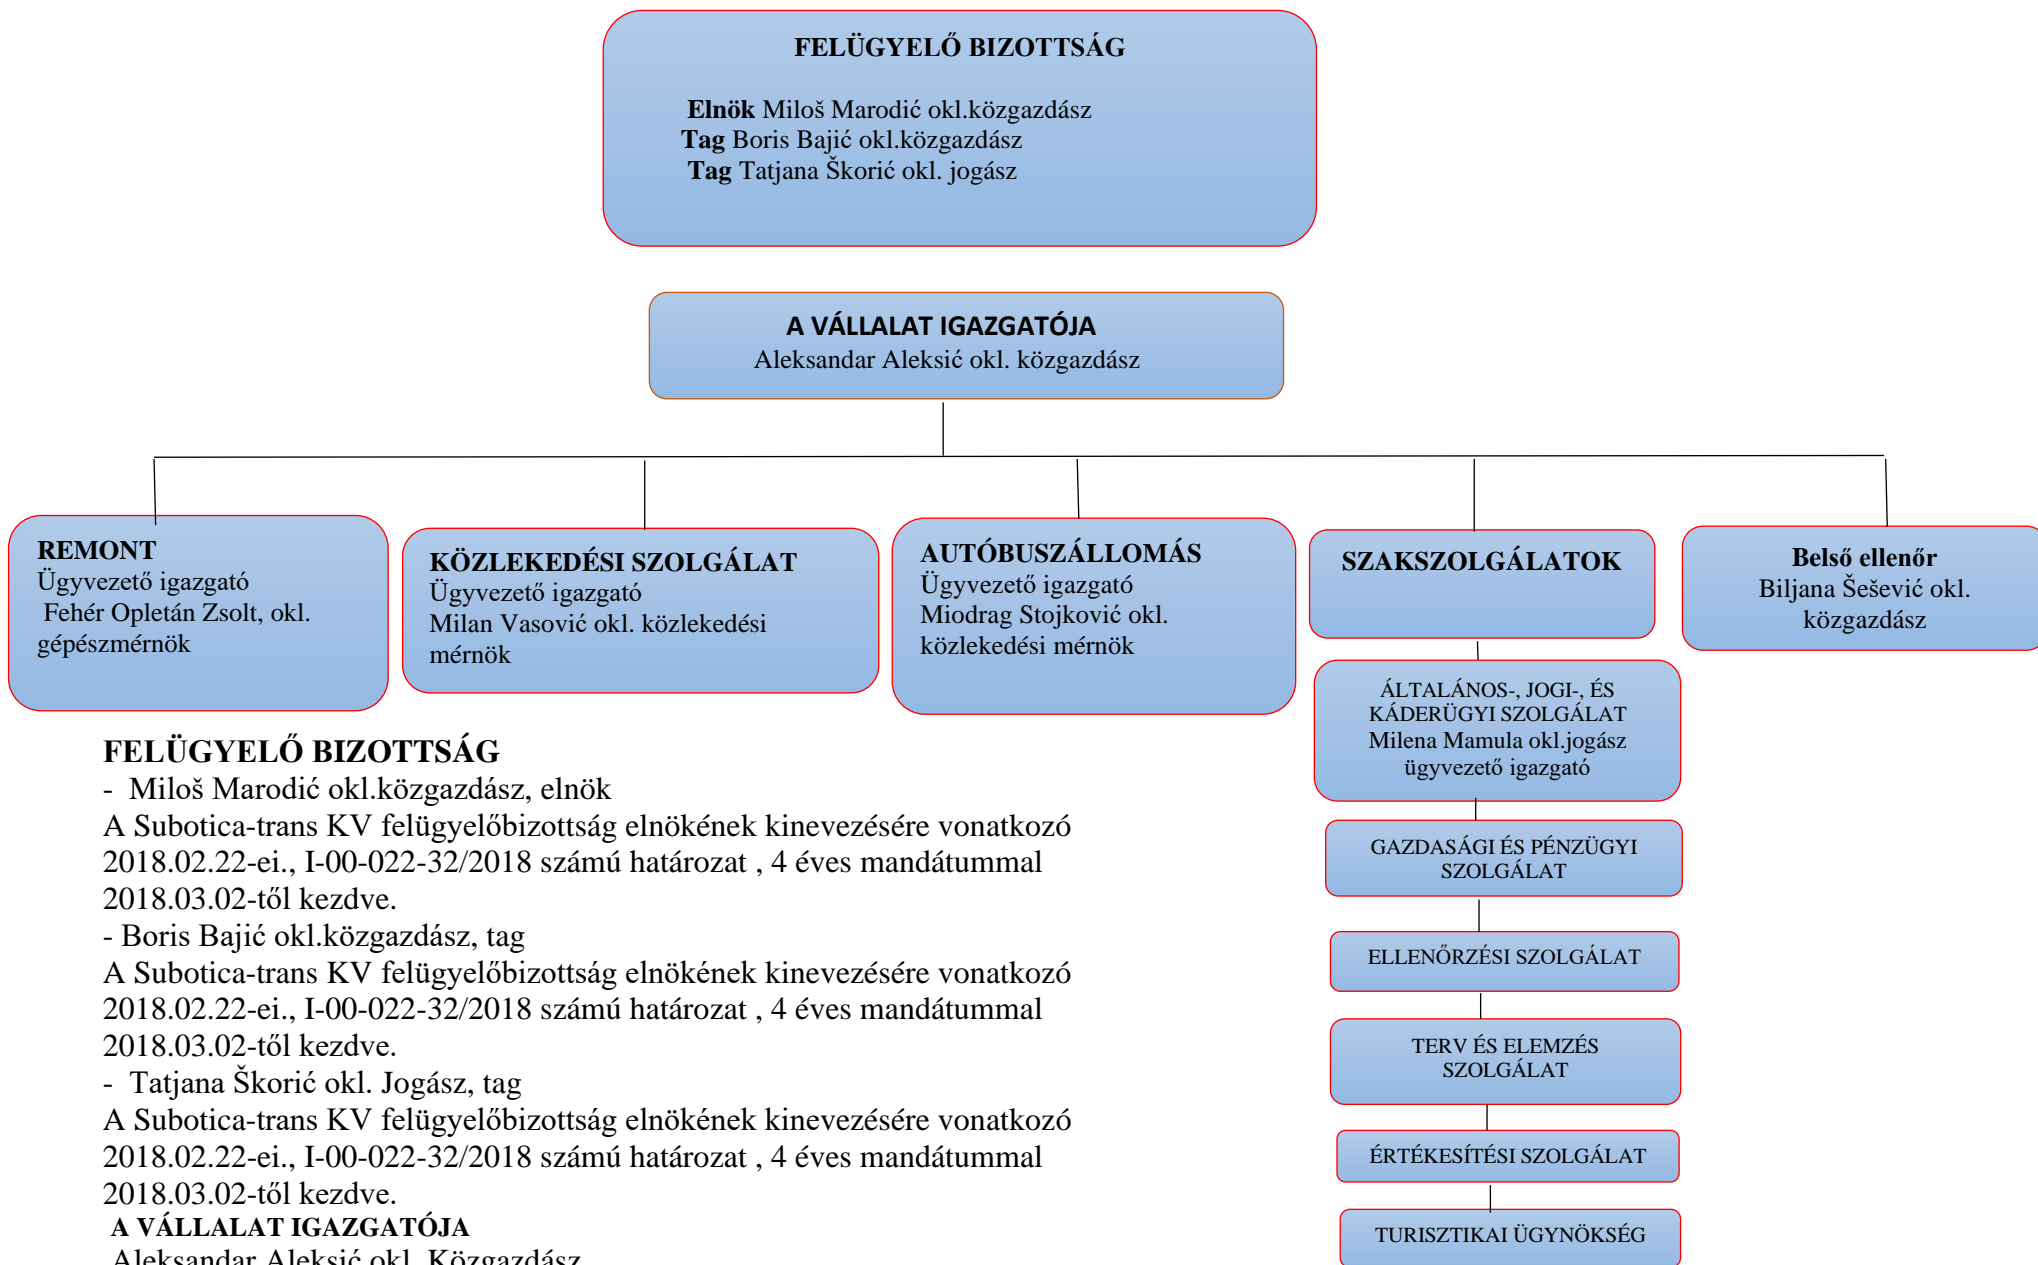 FELÜGYELŐ BIZOTTSÁG
Elnök Miloš Marodić okl.közgazdász
Tag Boris Bajić okl.közgazdász
Tag Tatjana Škorić okl. jogász
A VÁLLALAT IGAZGATÓJA
Aleksandar Aleksić okl. közgazdász
REMONT
Ügyvezető igazgató
Fehér Opletán Zsolt, okl.
gépészmérnök
KÖZLEKEDÉSI SZOLGÁLAT
Ügyvezető igazgató
Milan Vasović okl. közlekedési
mérnök
AUTÓBUSZÁLLOMÁS
Ügyvezető igazgató
Miodrag Stojković okl.
közlekedési mérnök
SZAKSZOLGÁLATOK
Belső ellenőr
Biljana Šešević okl.
közgazdász
ÁLTALÁNOS-, JOGI-, ÉS
KÁDERÜGYI SZOLGÁLAT
Milena Mamula okl.jogász
ügyvezető igazgató
GAZDASÁGI ÉS PÉNZÜGYI
SZOLGÁLAT
ELLENŐRZÉSI SZOLGÁLAT
TERV ÉS ELEMZÉS
SZOLGÁLAT
ÉRTÉKESÍTÉSI SZOLGÁLAT
TURISZTIKAI ÜGYNÖKSÉG
FELÜGYELŐ BIZOTTSÁG
- Miloš Marodić okl.közgazdász, elnök
A Subotica-trans KV felügyelőbizottság elnökének kinevezésére vonatkozó
2018.02.22-ei., I-00-022-32/2018 számú határozat , 4 éves mandátummal
2018.03.02-től kezdve.
- Boris Bajić okl.közgazdász, tag
A Subotica-trans KV felügyelőbizottság elnökének kinevezésére vonatkozó
2018.02.22-ei., I-00-022-32/2018 számú határozat , 4 éves mandátummal
2018.03.02-től kezdve.
- Tatjana Škorić okl. Jogász, tag
A Subotica-trans KV felügyelőbizottság elnökének kinevezésére vonatkozó
2018.02.22-ei., I-00-022-32/2018 számú határozat , 4 éves mandátummal
2018.03.02-től kezdve.
A VÁLLALAT IGAZGATÓJA
Aleksandar Aleksić okl. Közgazdász